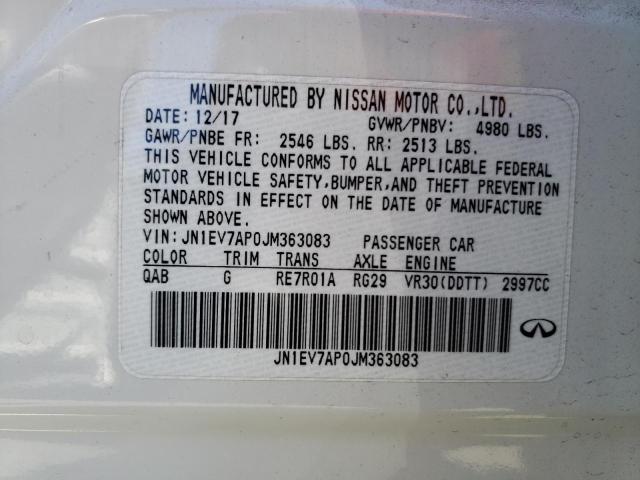 MANUFACTURED BY NISSAN MOTOR CO.,LTD.
DATE: 12/17 GVWR/PNBV: 4980 LBS.
GAWR/PNBE FR: 2546 LBS. RR: 2513 LBS.
THIS VEHICLE CONFORMS TO ALL APPLICABLE FEDERAL
MOTOR VEHICLE SAFETY,BUMPER,AND THEFT PREVENTION
STANDARDS IN EFFECT ON THE DATE OF MANUFACTURE
SHOWN ABOVE.
VIN:JN1EV7AP0JM363083 PASSENGER CAR
COLOR TRIM TRANS AXLE ENGINE
QAB G RE7R01A RG29 VR30(DDTT) 2997CC
JN1EV7AP0JM363083